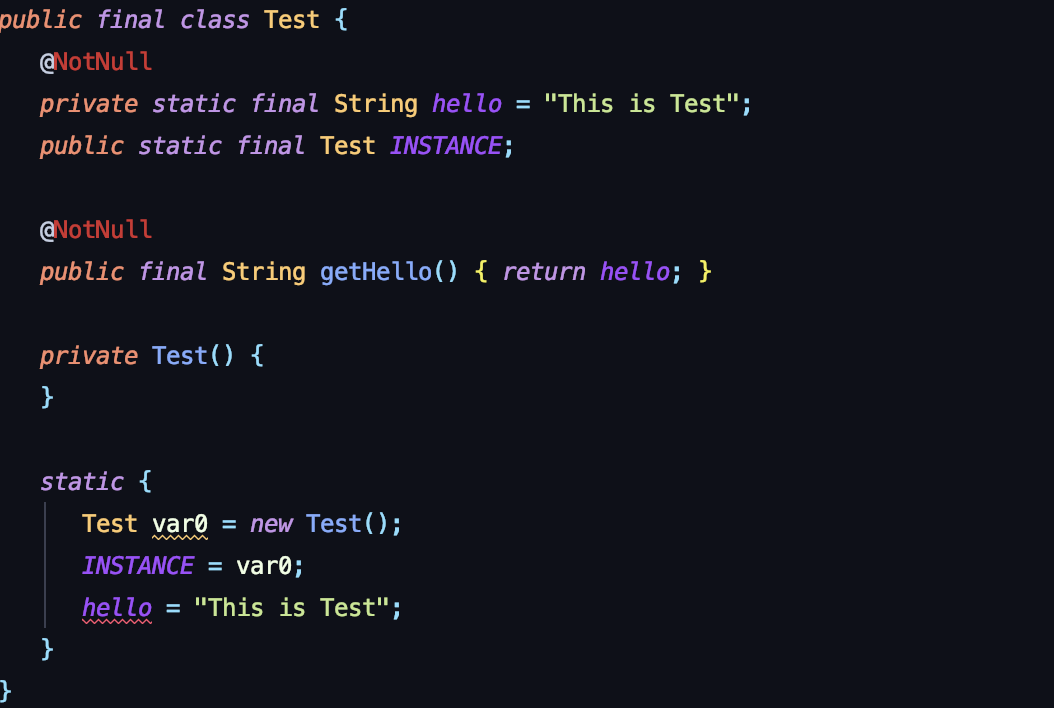 public final class Test {
@NotNull
private static final String hello = "This is Test";
public static final Test INSTANCE;
@NotNull
public final String getHello() { return hello; }
private Test() {
}
static {
Test var0 = new Test();
INSTANCE = var0;
hello = "This is Test";
}
}